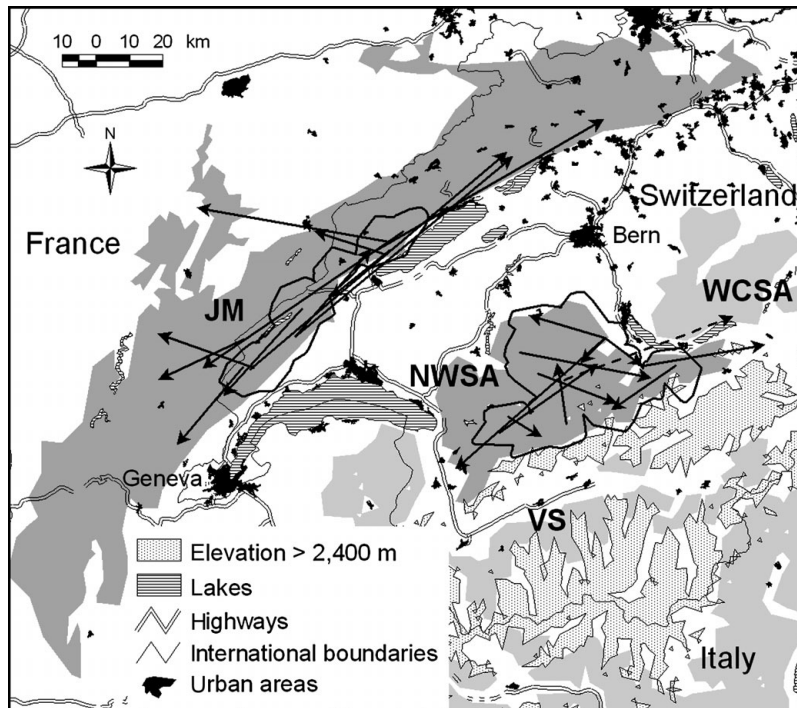 10 0 10 20 km
N
Switzerland
France
Bern
JM
WCSA
NWSA
Geneva
VS
Elevation > 2,400 m
Lakes
Highways
International boundaries
Urban areas
Italy